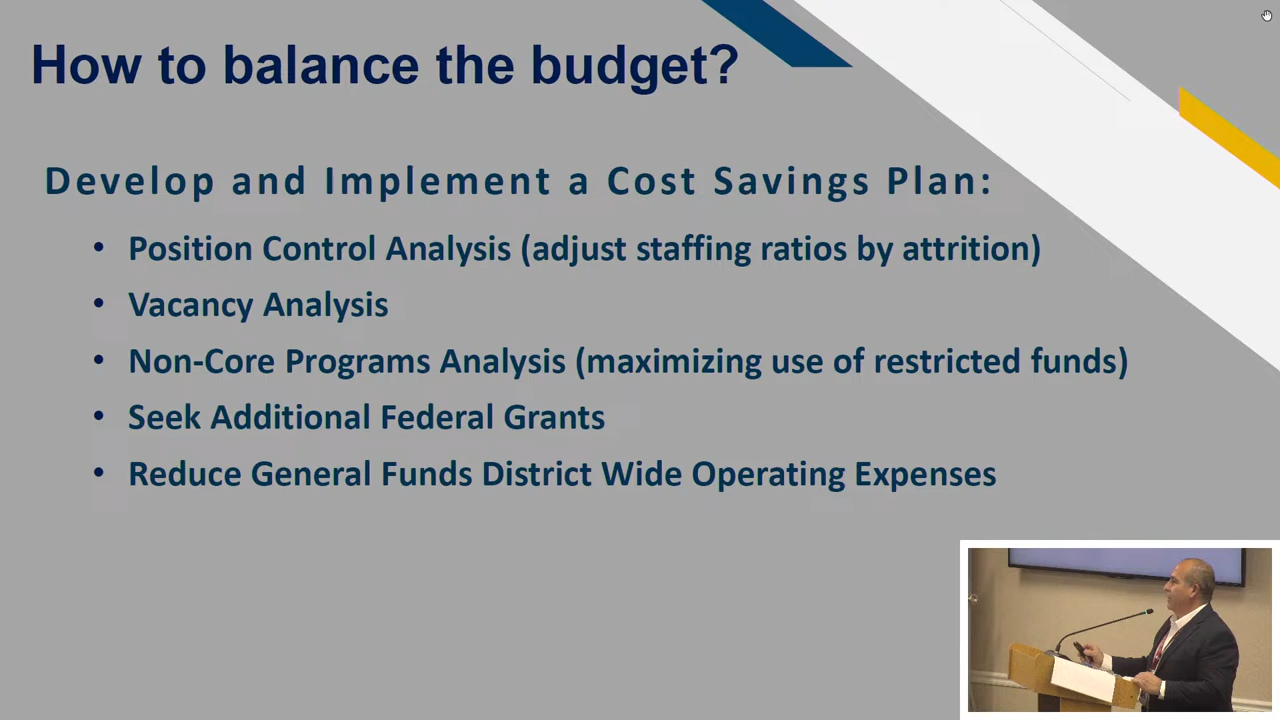 How to balance the budget?
Develop and Implement a Cost Savings Plan:
• Position Control Analysis (adjust staffing ratios by attrition)
• Vacancy Analysis
• Non-Core Programs Analysis (maximizing use of restricted funds)
• Seek Additional Federal Grants
• Reduce General Funds District Wide Operating Expenses